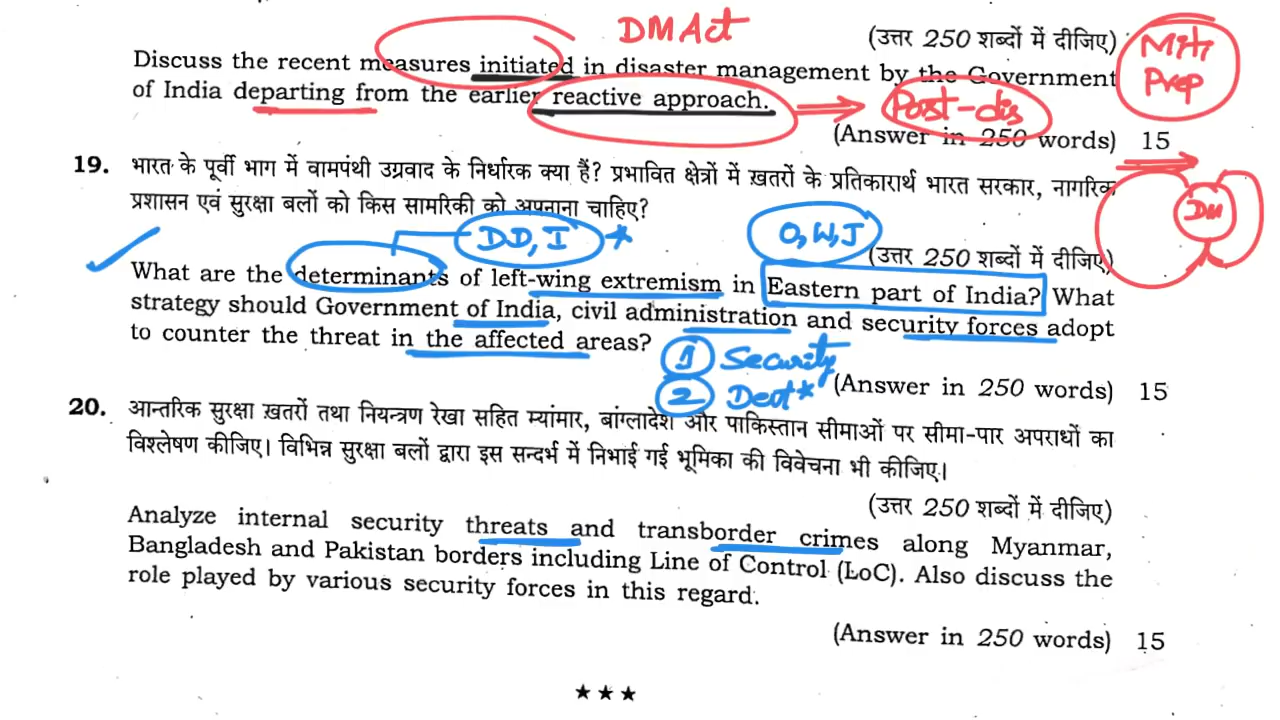 DM Act
(उत्तर 250 शब्दों में दीजिए)
Miti
Prep
Discuss the recent measures initiated in disaster management by the Government
of India departing from the earlier reactive approach.
Post-dis
(Answer in 250 words) 15
19. भारत के पूर्वी भाग में वामपंथी उग्रवाद के निर्धारक क्या हैं? प्रभावित क्षेत्रों में ख़तरों के प्रतिकारार्थ भारत सरकार, नागरिक
प्रशासन एवं सुरक्षा बलों को किस सामरिकी को अपनाना चाहिए?
DM
DD, I *
O, W, J
(उत्तर 250 शब्दों में दीजिए)
What are the determinants of left-wing extremism in Eastern part of India? What
strategy should Government of India, civil administration and security forces adopt
to counter the threat in the affected areas?
1 Security
(Answer in 250 words) 15
2 Devt*
20. आन्तरिक सुरक्षा ख़तरों तथा नियन्त्रण रेखा सहित म्यांमार, बांग्लादेश और पाकिस्तान सीमाओं पर सीमा-पार अपराधों का
विश्लेषण कीजिए। विभिन्न सुरक्षा बलों द्वारा इस सन्दर्भ में निभाई गई भूमिका की विवेचना भी कीजिए।
(उत्तर 250 शब्दों में दीजिए)
Analyze internal security threats and transborder crimes along Myanmar,
Bangladesh and Pakistan borders including Line of Control (LoC). Also discuss the
role played by various security forces in this regard.
(Answer in 250 words) 15
★★★